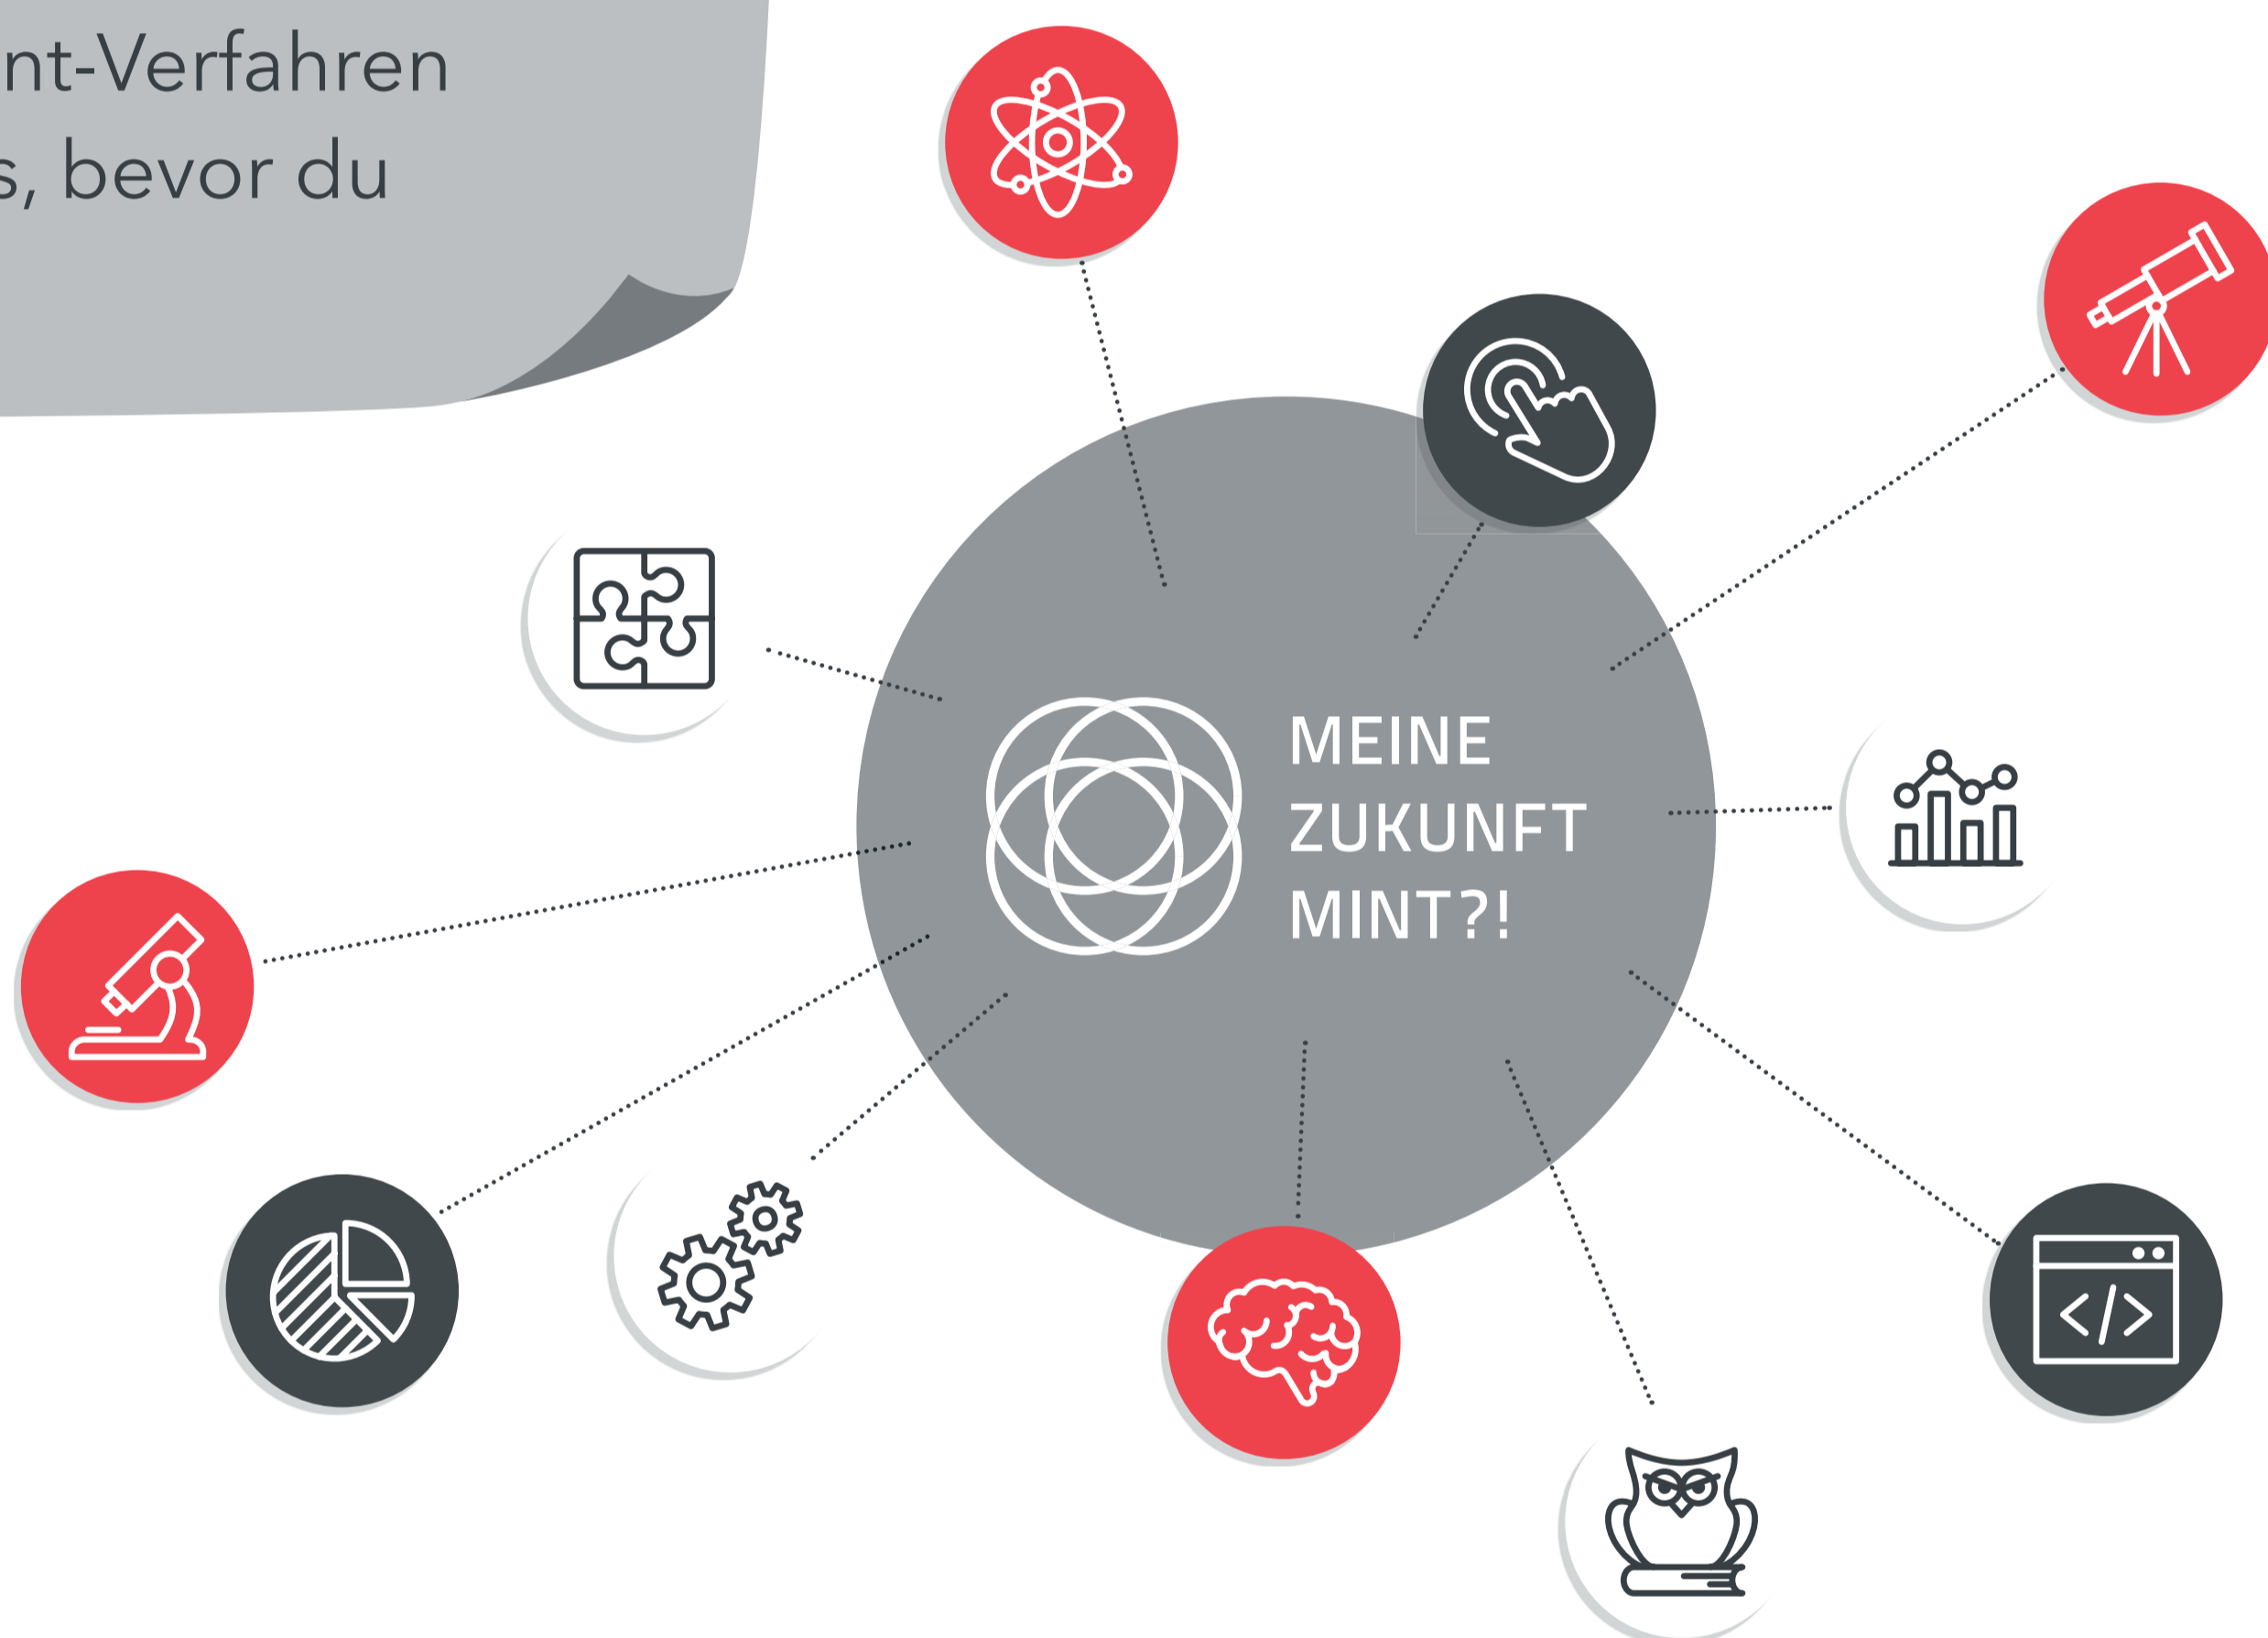 nt-Verfahren
s, bevor du
MEINE
ZUKUNFT
MINT?!